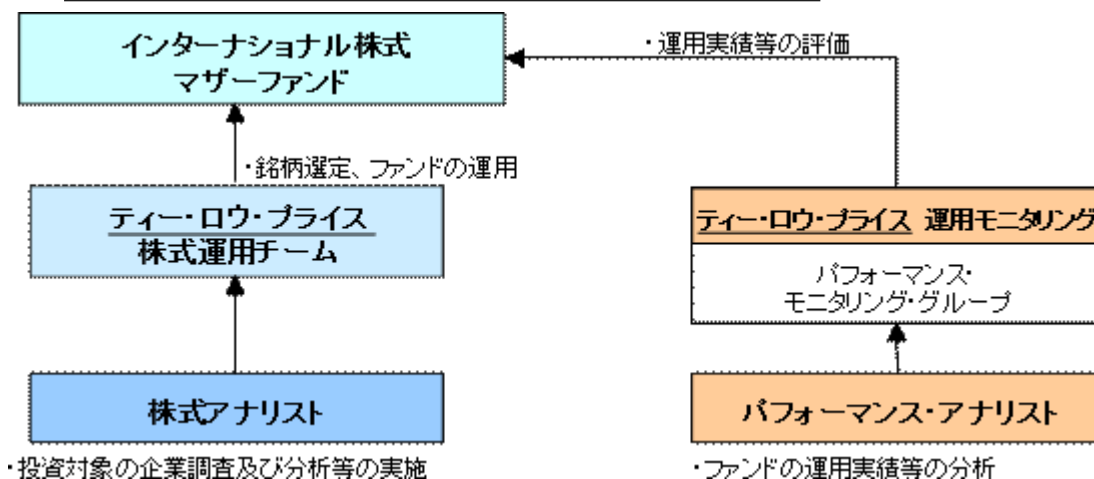 インターナショナル株式
マザーファンド
・運用実績等の評価
・銘柄選定、ファンドの運用
ティー・ロウ・プライス
株式運用チーム
ティー・ロウ・プライス 運用モニタリング
パフォーマンス・
モニタリング・グループ
株式アナリスト
パフォーマンス・アナリスト
・投資対象の企業調査及び分析等の実施
・ファンドの運用実績等の分析